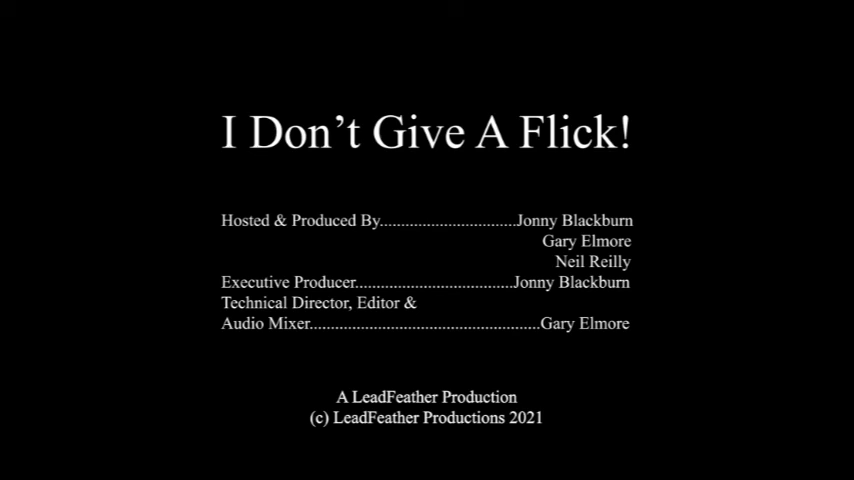 I Don’t Give A Flick!
Hosted & Produced By.................................Jonny Blackburn
Gary Elmore
Neil Reilly
Executive Producer......................................Jonny Blackburn
Technical Director, Editor &
Audio Mixer.......................................................Gary Elmore
A LeadFeather Production
(c) LeadFeather Productions 2021